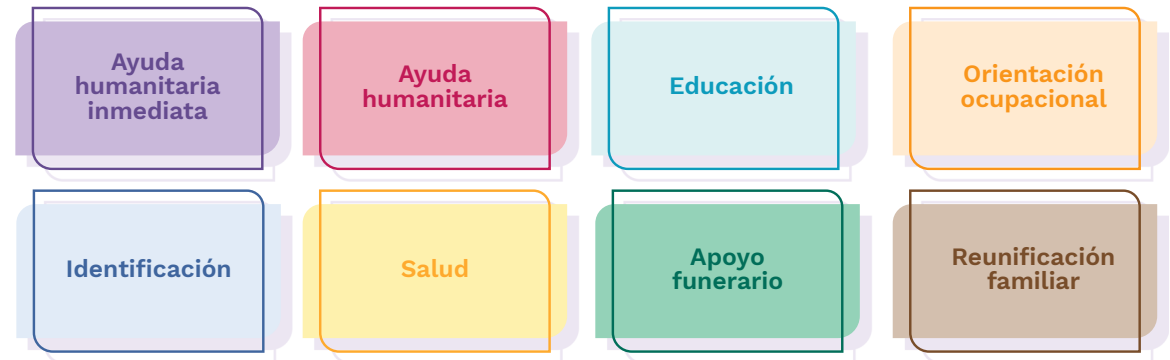 Ayuda
humanitaria
inmediata
Ayuda
humanitaria
Educación
Orientación
ocupacional
Identificación
Salud
Apoyo
funerario
Reunificación
familiar